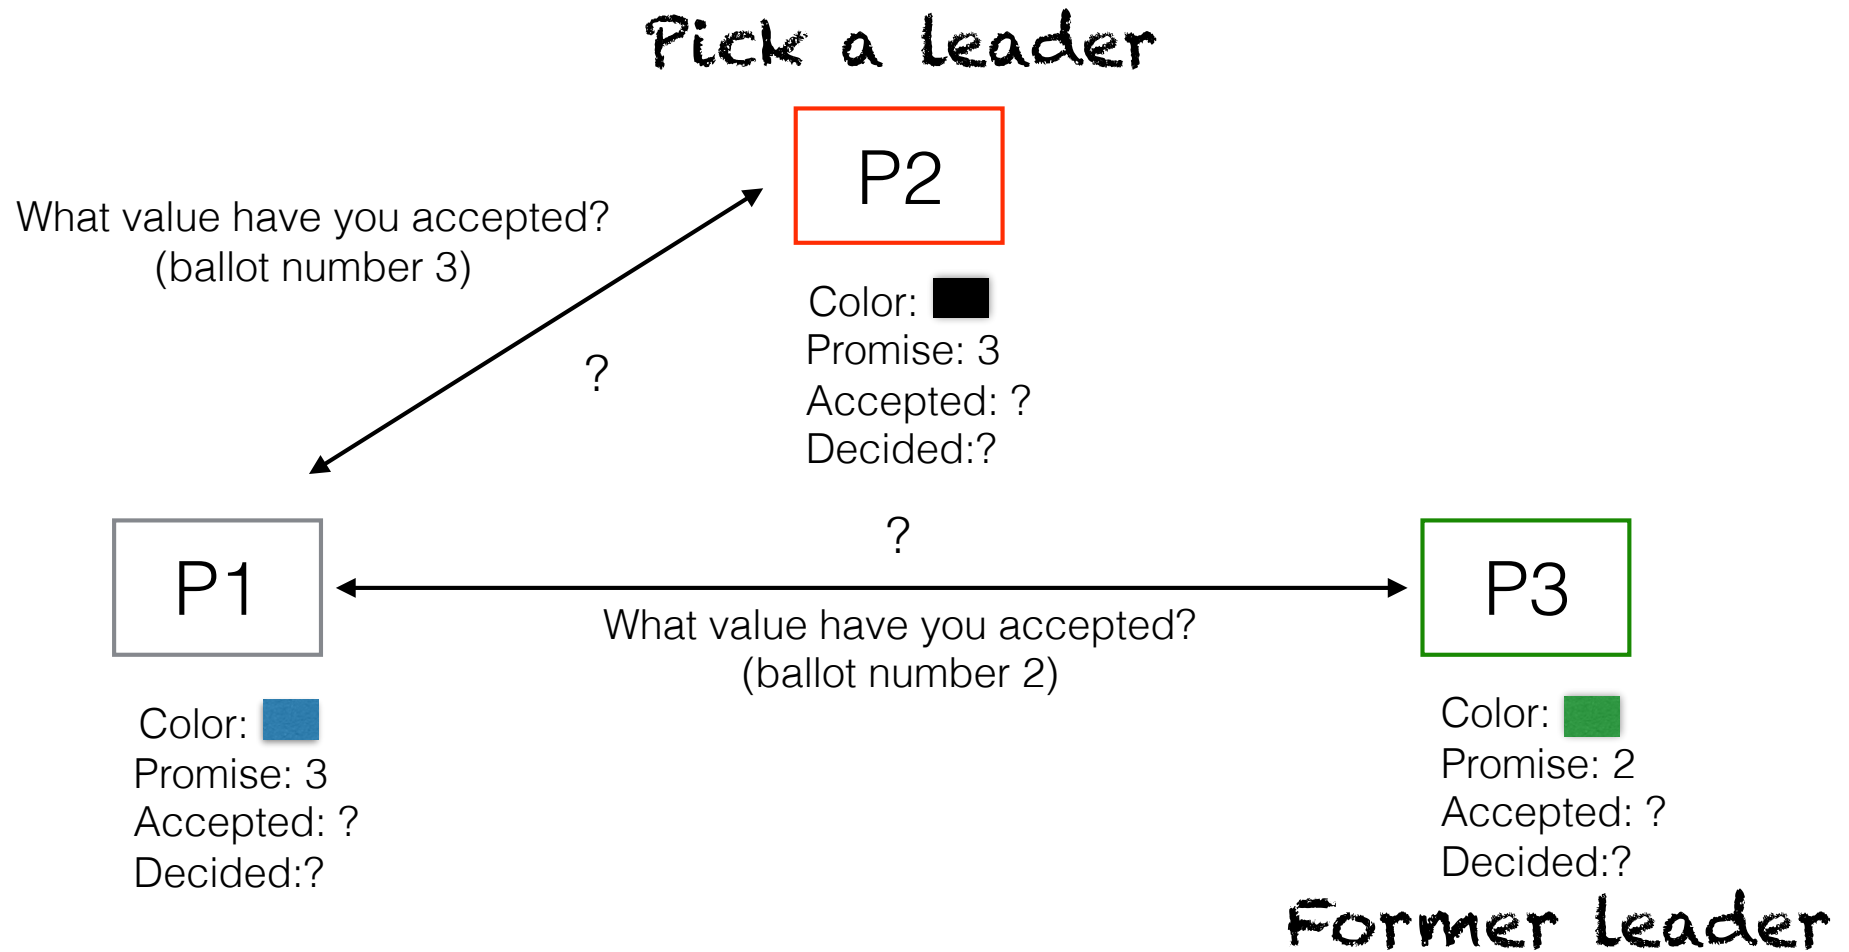 Pick a leader
P2
What value have you accepted?
(ballot number 3)
Color:
Promise: 3
Accepted: ?
Decided:?
?
?
P1
P3
What value have you accepted?
(ballot number 2)
Color:
Promise: 3
Accepted: ?
Decided:?
Color:
Promise: 2
Accepted: ?
Decided:?
Former leader